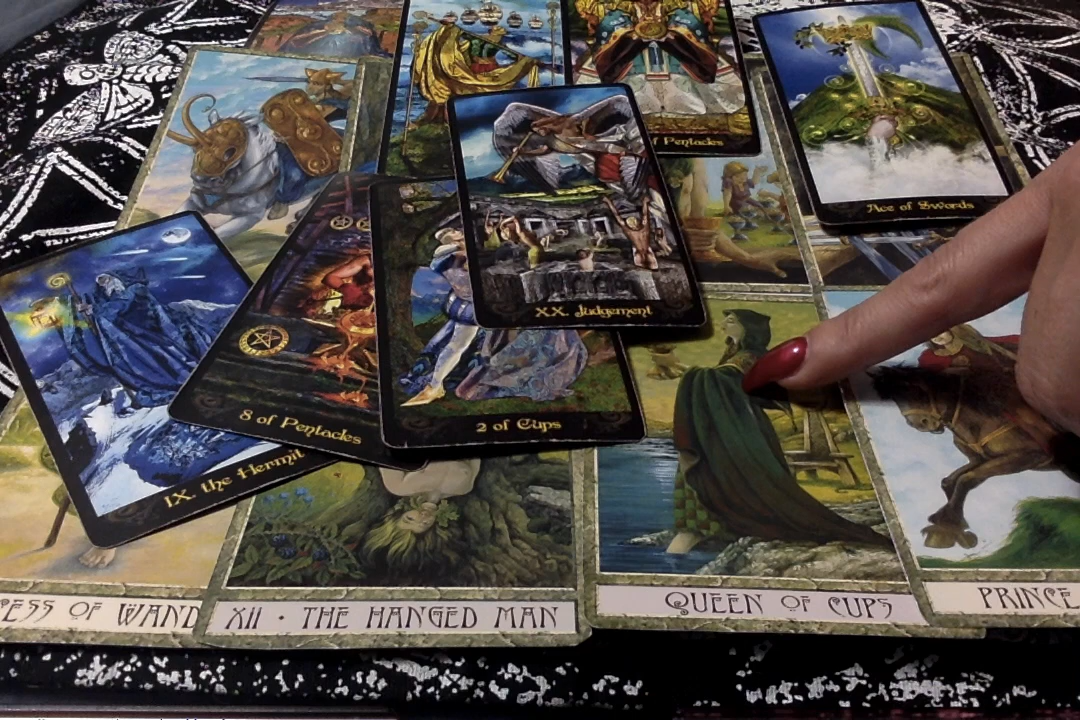 f Pentacles
Ace of Swords
XX. Judgement
8 of Pentacles
2 of Cups
IX. the Hermit
ESS OF WAND
XII · THE HANGED MAN
QUEEN OF CUPS
PRINCE